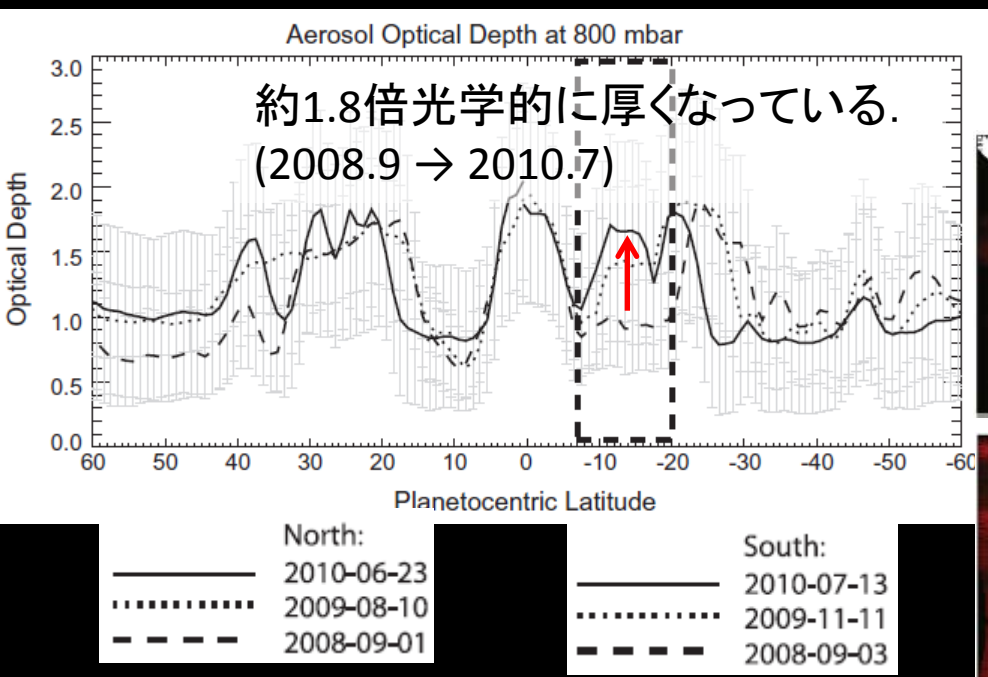 Aerosol Optical Depth at 800 mbar
約1.8倍光学的に厚くなっている.
(2008.9 → 2010.7)
Optical Depth
3.0
2.5
2.0
1.5
1.0
0.5
0.0
60 50 40 30 20 10 0 -10 -20 -30 -40 -50 -60
Planetocentric Latitude
North:
2010-06-23
2009-08-10
2008-09-01
South:
2010-07-13
2009-11-11
2008-09-03